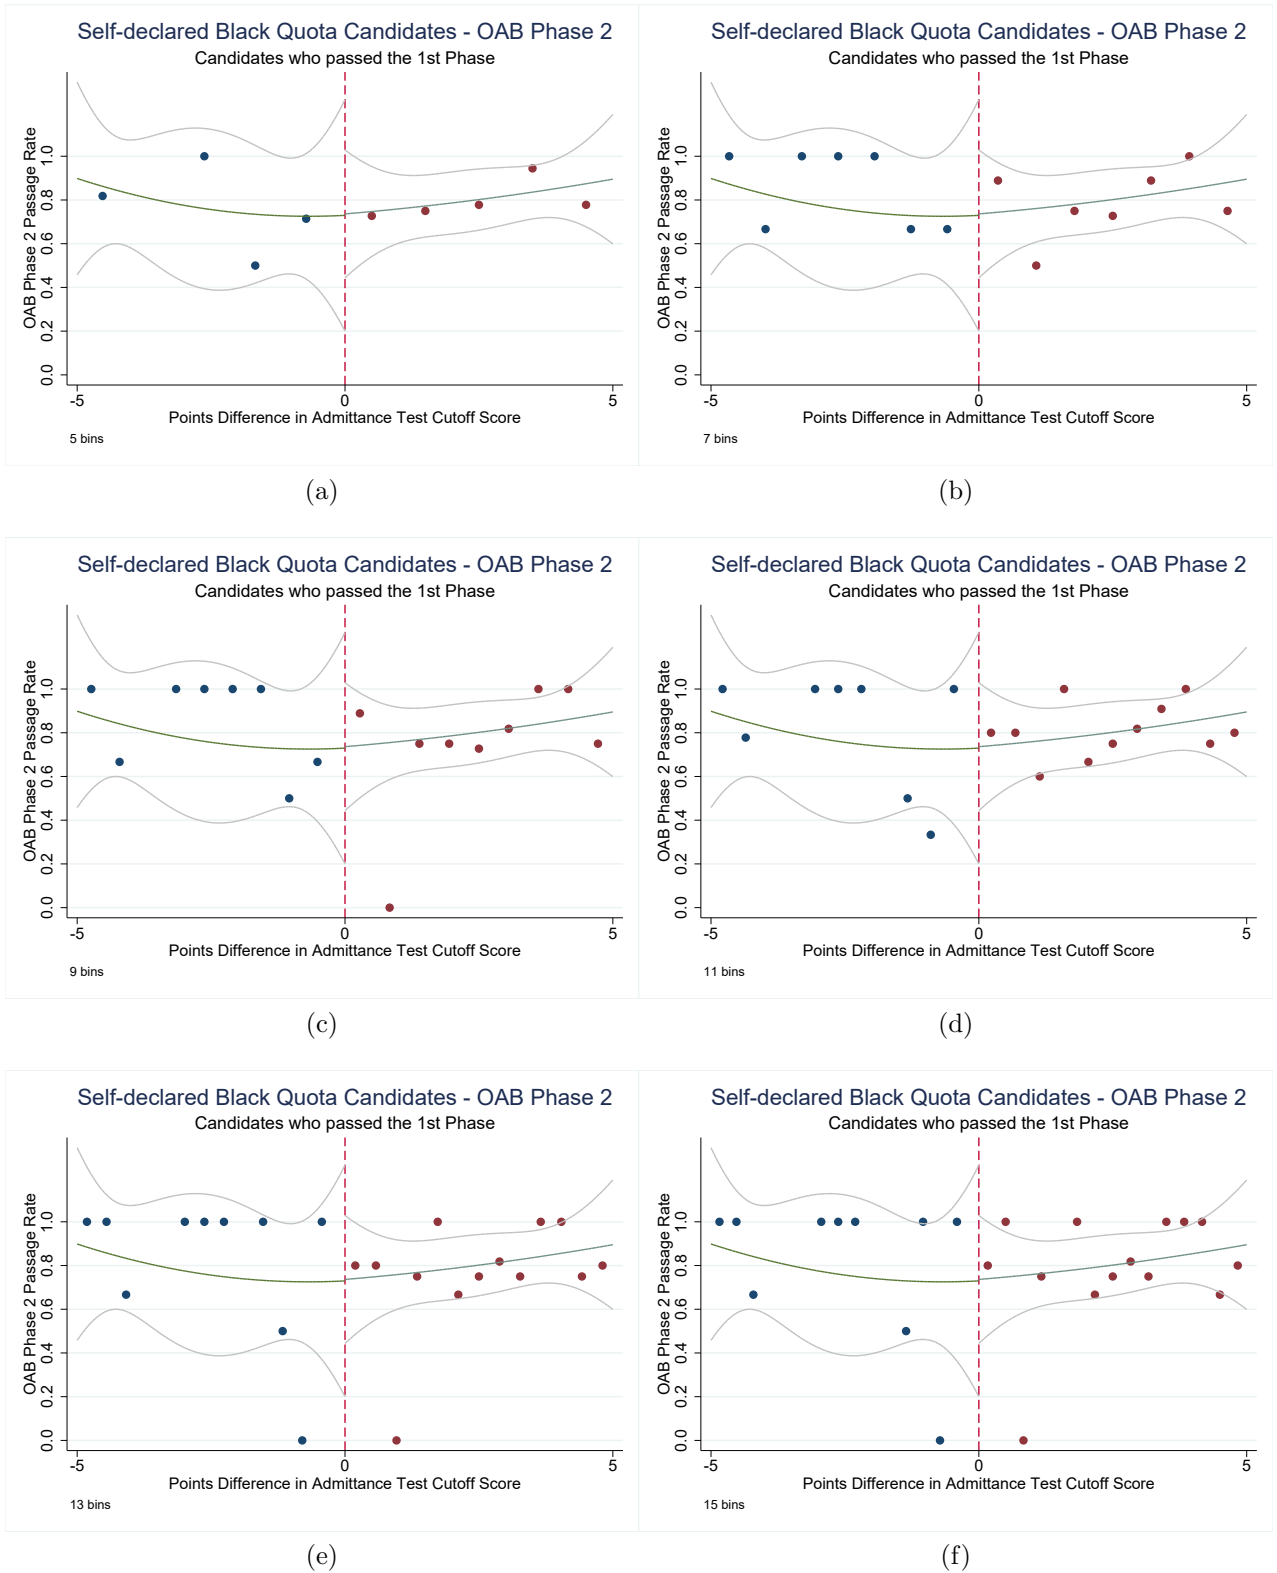 Self-declared Black Quota Candidates - OAB Phase 2
Candidates who passed the 1st Phase
OAB Phase 2 Passage Rate
1.0
0.8
0.6
0.4
0.2
0.0
-5
0
5
Points Difference in Admittance Test Cutoff Score
5 bins
(a)
Self-declared Black Quota Candidates - OAB Phase 2
Candidates who passed the 1st Phase
OAB Phase 2 Passage Rate
1.0
0.8
0.6
0.4
0.2
0.0
-5
0
5
Points Difference in Admittance Test Cutoff Score
7 bins
(b)
Self-declared Black Quota Candidates - OAB Phase 2
Candidates who passed the 1st Phase
OAB Phase 2 Passage Rate
1.0
0.8
0.6
0.4
0.2
0.0
-5
0
5
Points Difference in Admittance Test Cutoff Score
9 bins
(c)
Self-declared Black Quota Candidates - OAB Phase 2
Candidates who passed the 1st Phase
OAB Phase 2 Passage Rate
1.0
0.8
0.6
0.4
0.2
0.0
-5
0
5
Points Difference in Admittance Test Cutoff Score
11 bins
(d)
Self-declared Black Quota Candidates - OAB Phase 2
Candidates who passed the 1st Phase
OAB Phase 2 Passage Rate
1.0
0.8
0.6
0.4
0.2
0.0
-5
0
5
Points Difference in Admittance Test Cutoff Score
13 bins
(e)
Self-declared Black Quota Candidates - OAB Phase 2
Candidates who passed the 1st Phase
OAB Phase 2 Passage Rate
1.0
0.8
0.6
0.4
0.2
0.0
-5
0
5
Points Difference in Admittance Test Cutoff Score
15 bins
(f)